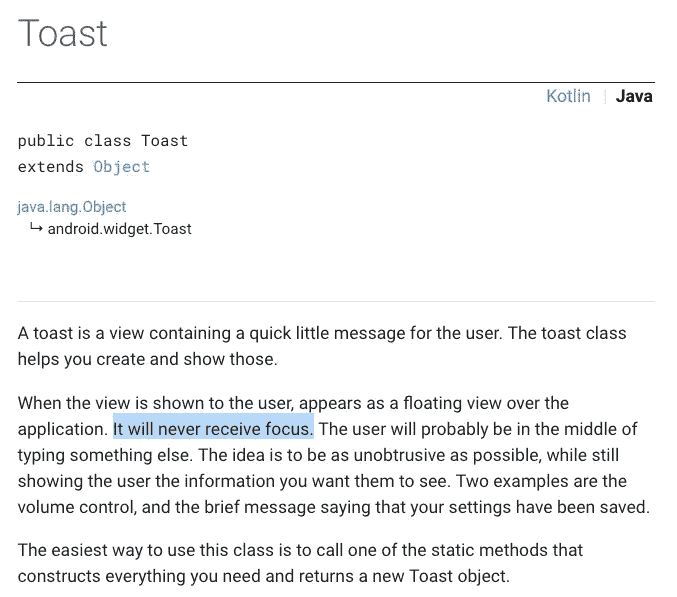 Toast
Kotlin | Java
public class Toast
extends Object
java.lang.Object
↳ android.widget.Toast
A toast is a view containing a quick little message for the user. The toast class
helps you create and show those.
When the view is shown to the user, appears as a floating view over the
application. It will never receive focus. The user will probably be in the middle of
typing something else. The idea is to be as unobtrusive as possible, while still
showing the user the information you want them to see. Two examples are the
volume control, and the brief message saying that your settings have been saved.
The easiest way to use this class is to call one of the static methods that
constructs everything you need and returns a new Toast object.